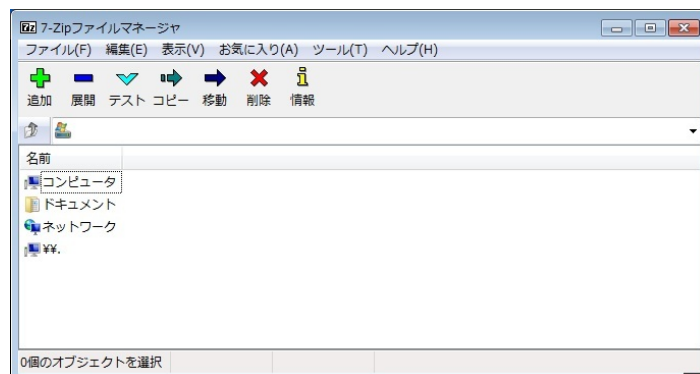 7z 7-Zipファイルマネージャ
ファイル(F) 編集(E) 表示(V) お気に入り(A) ツール(T) ヘルプ(H)
追加 展開 テスト コピー 移動 削除 情報
名前
コンピュータ
ドキュメント
ネットワーク
¥¥.
0個のオブジェクトを選択